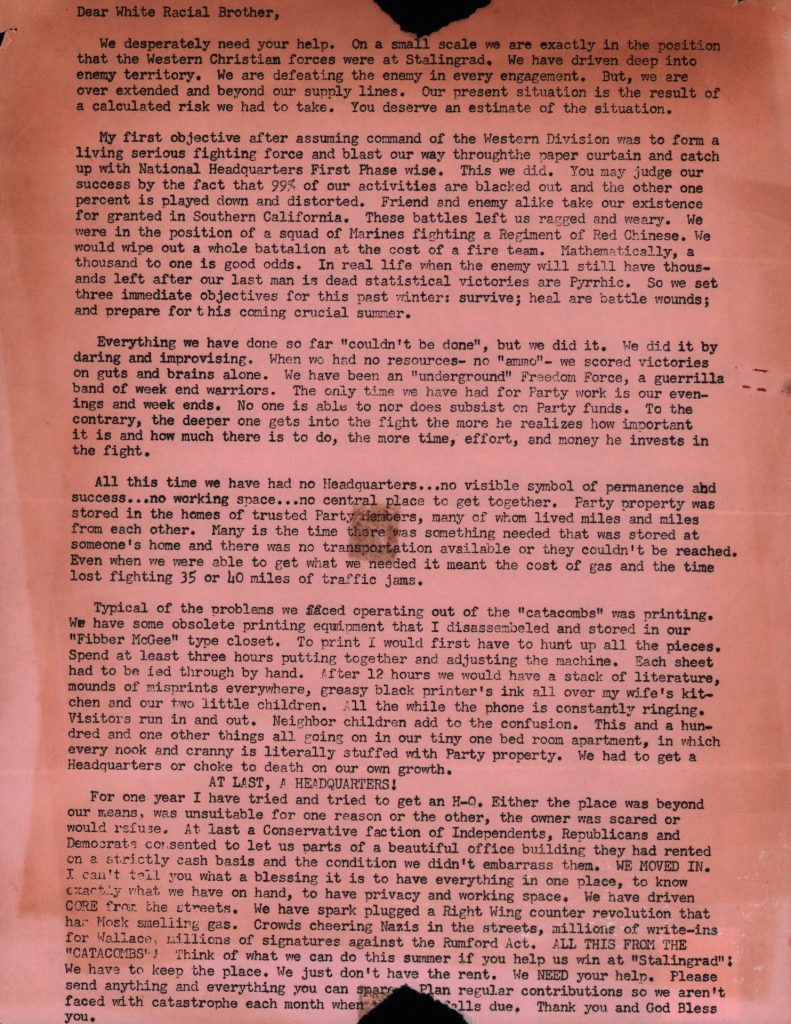 Dear White Racial Brother,
We desperately need your help. On a small scale we are exactly in the position
that the Western Christian forces were at Stalingrad. We have driven deep into
enemy territory. We are defeating the enemy in every engagement. But, we are
over extended and beyond our supply lines. Our present situation is the result of
a calculated risk we had to take. You deserve an estimate of the situation.
My first objective after assuming command of the Western Division was to form a
living serious fighting force and blast our way throughthe paper curtain and catch
up with National Headquarters First Phase wise. This we did. You may judge our
success by the fact that 99% of our activities are blacked out and the other one
percent is played down and distorted. Friend and enemy alike take our existence
for granted in Southern California. These battles left us ragged and weary. We
were in the position of a squad of Marines fighting a Regiment of Red Chinese. We
would wipe out a whole battalion at the cost of a fire team. Mathematically, a
thousand to one is good odds. In real life when the enemy will still have thous-
ands left after our last man is dead statistical victories are Pyrrhic. So we set
three immediate objectives for this past winter: survive; heal are battle wounds;
and prepare for this coming crucial summer.
Everything we have done so far "couldn't be done", but we did it. We did it by
daring and improvising. When we had no resources- no "ammo"- we scored victories
on guts and brains alone. We have been an "underground" Freedom Force, a guerrilla
band of week end warriors. The only time we have had for Party work is our even-
ings and week ends. No one is able to nor does subsist on Party funds. To the
contrary, the deeper one gets into the fight the more he realizes how important
it is and how much there is to do, the more time, effort, and money he invests in
the fight.
All this time we have had no Headquarters...no visible symbol of permanence and
success...no working space...no central place to get together. Party property was
stored in the homes of trusted Party Members, many of whom lived miles and miles
from each other. Many is the time there was something needed that was stored at
someone's home and there was no transportation available or they couldn't be reached.
Even when we were able to get what we needed it meant the cost of gas and the time
lost fighting 35 or 40 miles of traffic jams.
Typical of the problems we faced operating out of the "catacombs" was printing.
We have some obsolete printing equipment that I disassembeled and stored in our
"Fibber McGee" type closet. To print I would first have to hunt up all the pieces.
Spend at least three hours putting together and adjusting the machine. Each sheet
had to be fed through by hand. After 12 hours we would have a stack of literature,
mounds of misprints everywhere, greasy black printer's ink all over my wife's kit-
chen and our two little children. All the while the phone is constantly ringing.
Visitors run in and out. Neighbor children add to the confusion. This and a hun-
dred and one other things all going on in our tiny one bed room apartment, in which
every nook and cranny is literally stuffed with Party property. We had to get a
Headquarters or choke to death on our own growth.
AT LAST, A HEADQUARTERS!
For one year I have tried and tried to get an H-Q. Either the place was beyond
our means, was unsuitable for one reason or the other, the owner was scared or
would refuse. At last a Conservative faction of Independents, Republicans and
Democrats consented to let us parts of a beautiful office building they had rented
on a strictly cash basis and the condition we didn't embarrass them. WE MOVED IN.
I can't tell you what a blessing it is to have everything in one place, to know
exactly what we have on hand, to have privacy and working space. We have driven
CORE from the streets. We have spark plugged a Right Wing counter revolution that
has Mosk smelling gas. Crowds cheering Nazis in the streets, millions of write-ins
for Wallace, millions of signatures against the Rumford Act. ALL THIS FROM THE
"CATACOMBS"! Think of what we can do this summer if you help us win at "Stalingrad"!
We have to keep the place. We just don't have the rent. We NEED your help. Please
send anything and everything you can spare. Plan regular contributions so we aren't
faced with catastrophe each month when falls due. Thank you and God Bless
you.